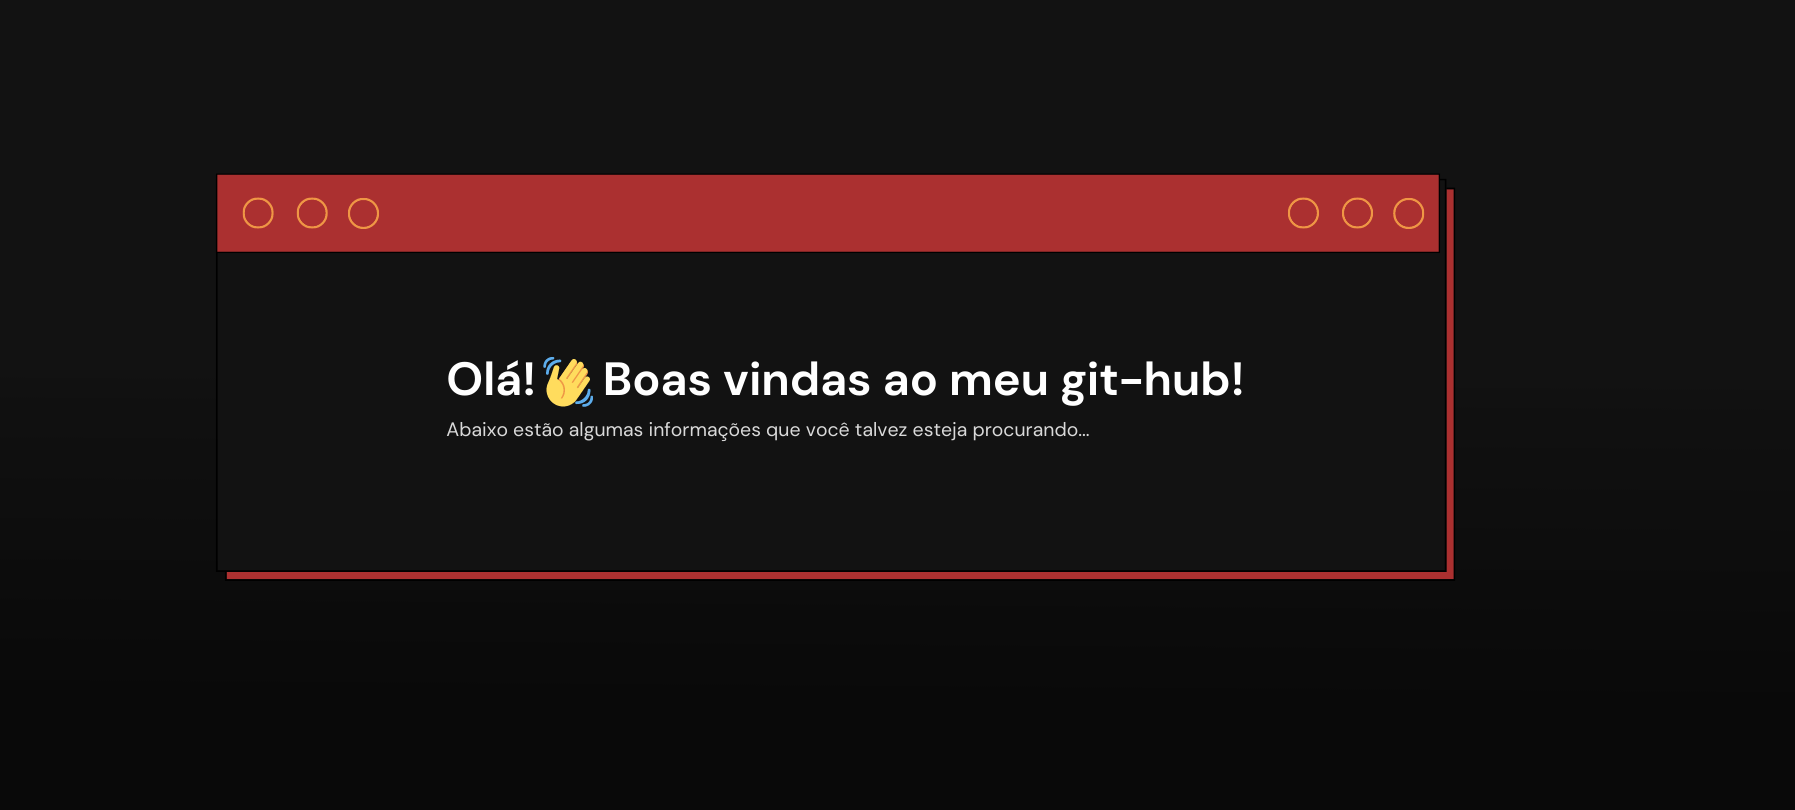 Olá!👋 Boas vindas ao meu git-hub!
Abaixo estão algumas informações que você talvez esteja procurando...